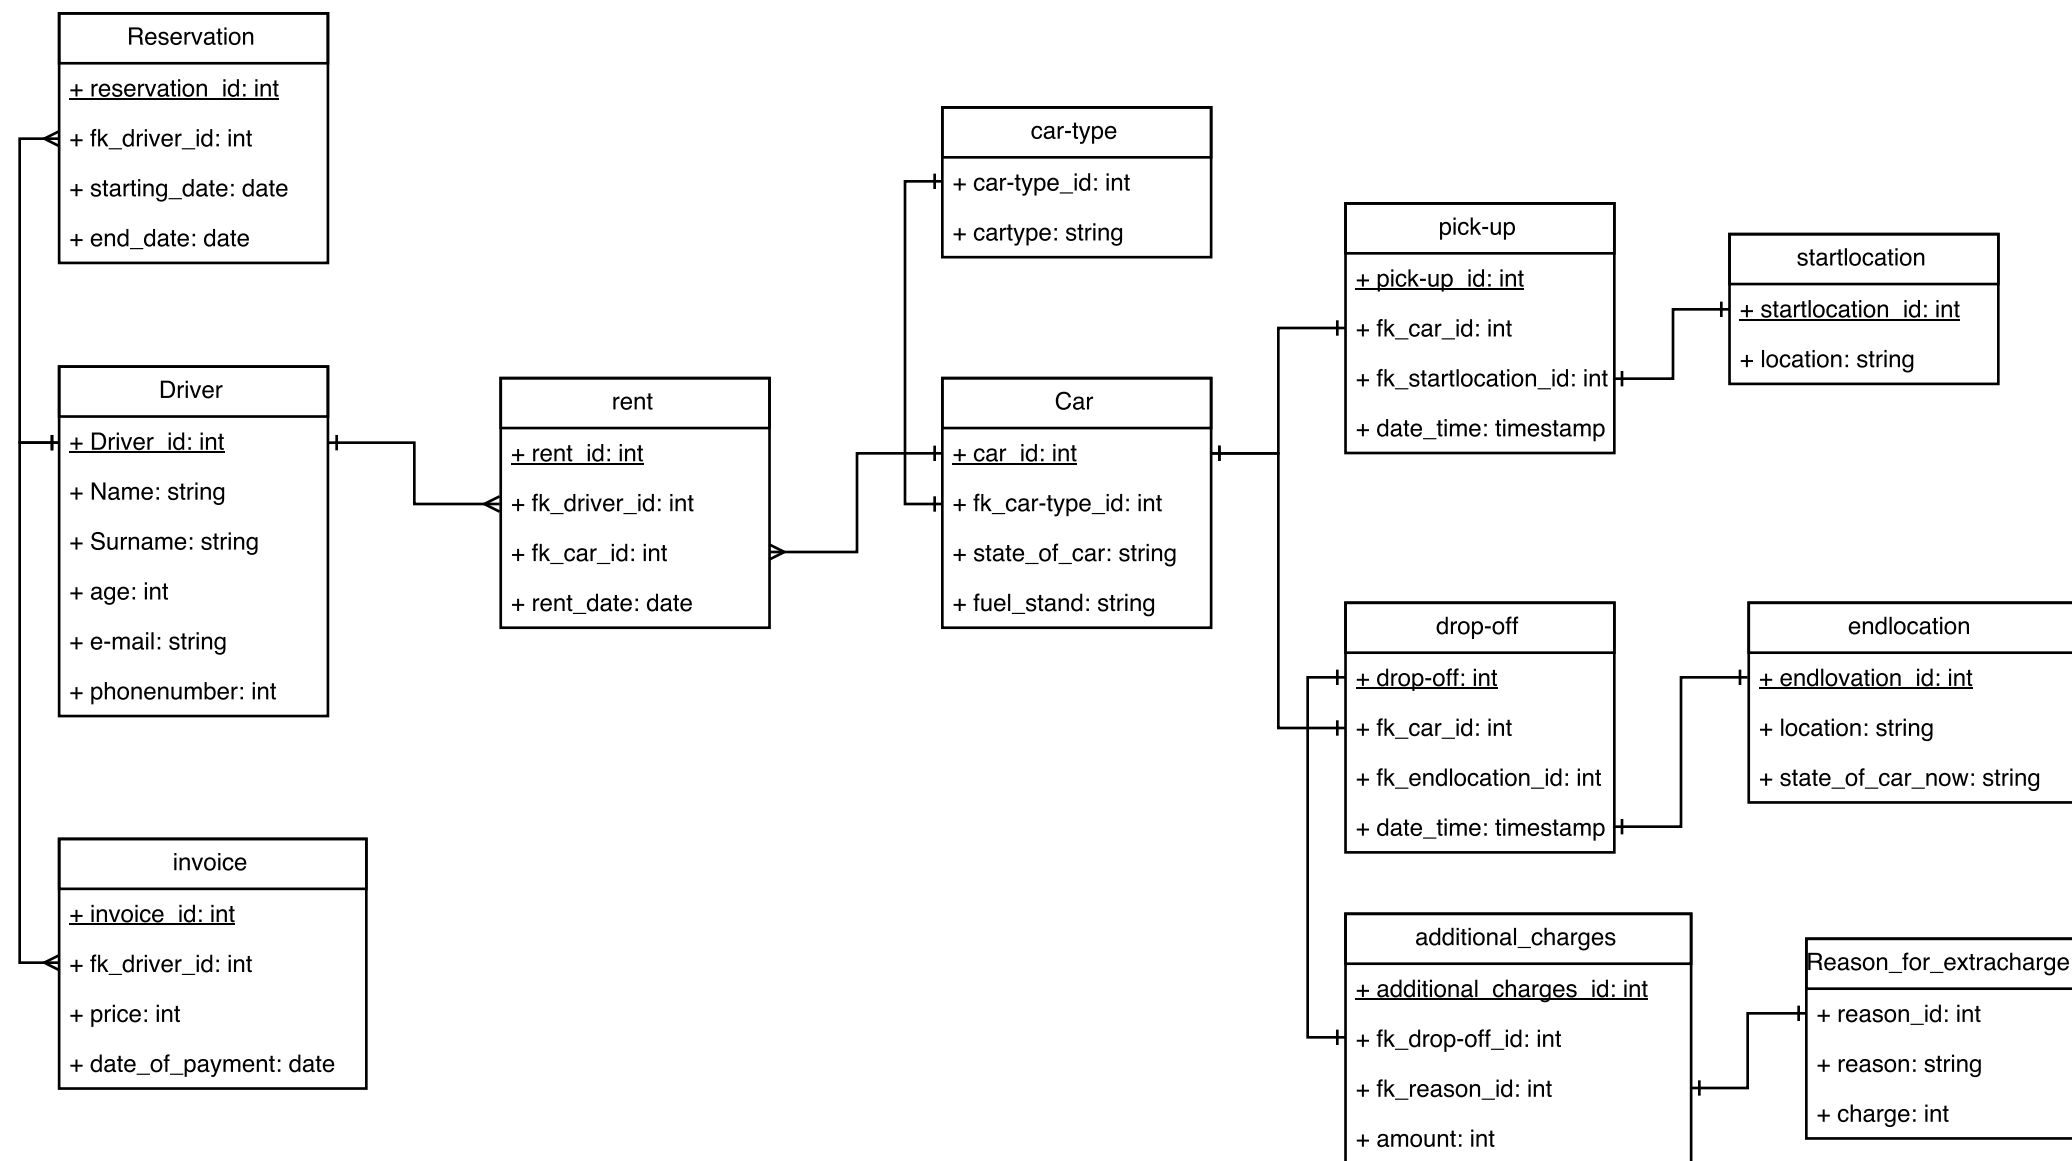 Reservation
+ reservation_id: int
+ fk_driver_id: int
+ starting_date: date
+ end_date: date
Driver
+ Driver_id: int
+ Name: string
+ Surname: string
+ age: int
+ e-mail: string
+ phonenumber: int
invoice
+ invoice_id: int
+ fk_driver_id: int
+ price: int
+ date_of_payment: date
rent
+ rent_id: int
+ fk_driver_id: int
+ fk_car_id: int
+ rent_date: date
car-type
+ car-type_id: int
+ cartype: string
Car
+ car_id: int
+ fk_car-type_id: int
+ state_of_car: string
+ fuel_stand: string
pick-up
+ pick-up_id: int
+ fk_car_id: int
+ fk_startlocation_id: int
+ date_time: timestamp
startlocation
+ startlocation_id: int
+ location: string
drop-off
+ drop-off: int
+ fk_car_id: int
+ fk_endlocation_id: int
+ date_time: timestamp
endlocation
+ endlovation_id: int
+ location: string
+ state_of_car_now: string
additional_charges
+ additional_charges_id: int
+ fk_drop-off_id: int
+ fk_reason_id: int
+ amount: int
Reason_for_extracharge
+ reason_id: int
+ reason: string
+ charge: int